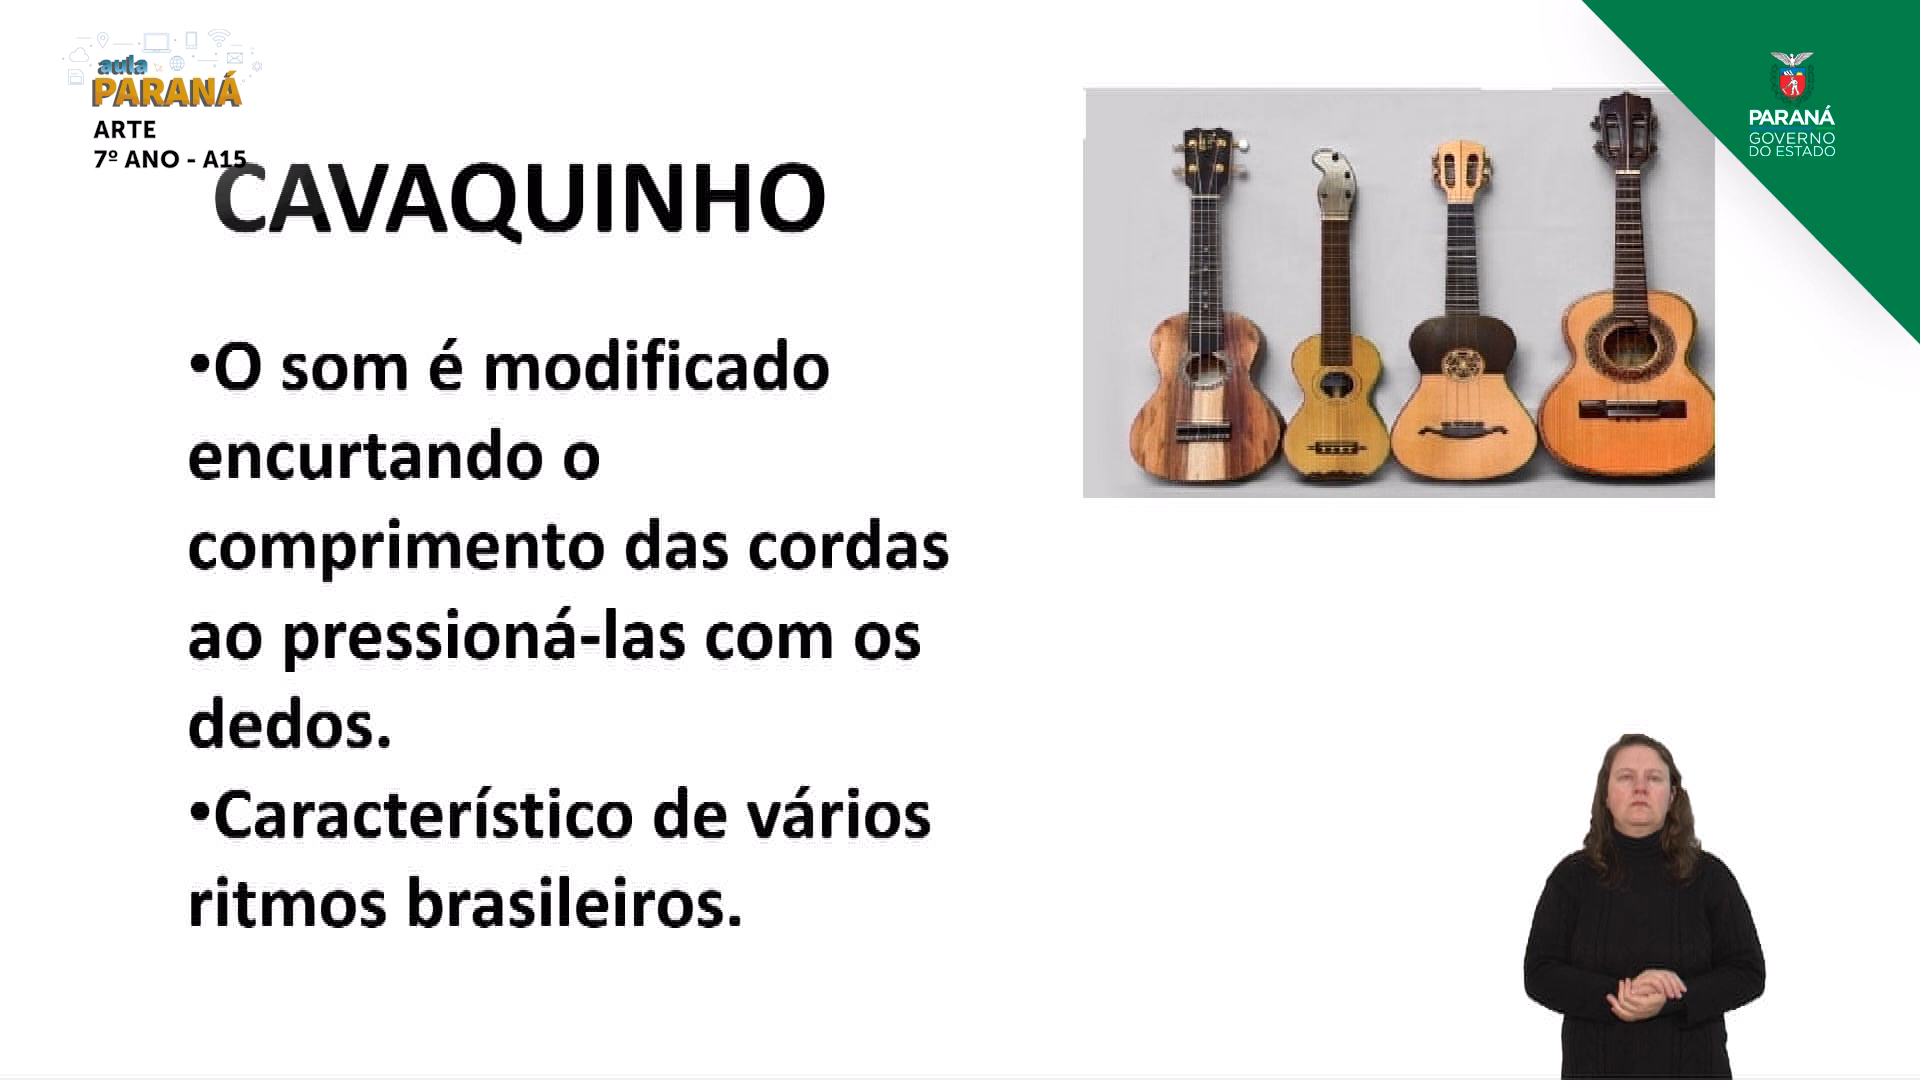 aula
PARANÁ
ARTE
7º ANO - A15
CAVAQUINHO
•O som é modificado
encurtando o
comprimento das cordas
ao pressioná-las com os
dedos.
•Característico de vários
ritmos brasileiros.
PARANÁ
GOVERNO
DO ESTADO